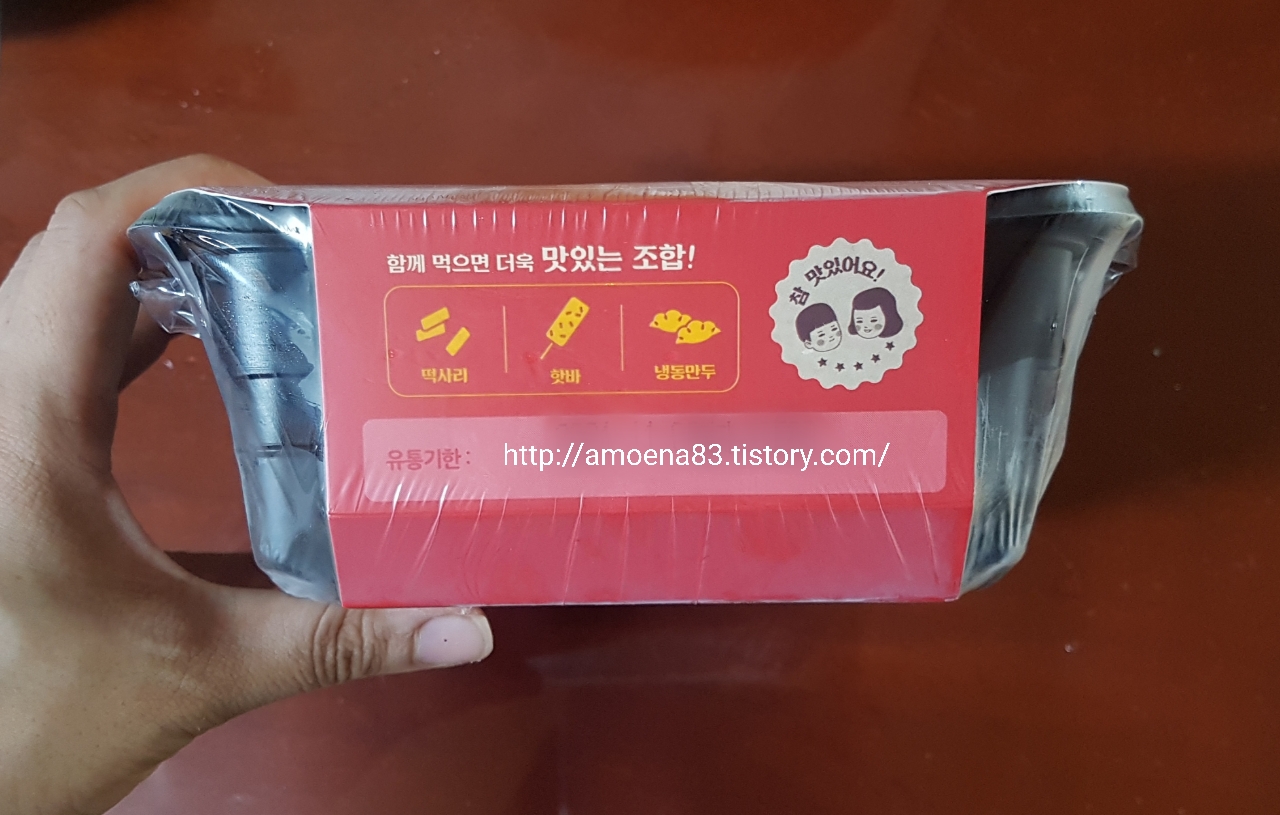 함께 먹으면 더욱 맛있는 조합!
떡사리
핫바
냉동만두
참 맛있어요!
유통기한 :
http://amoena83.tistory.com/